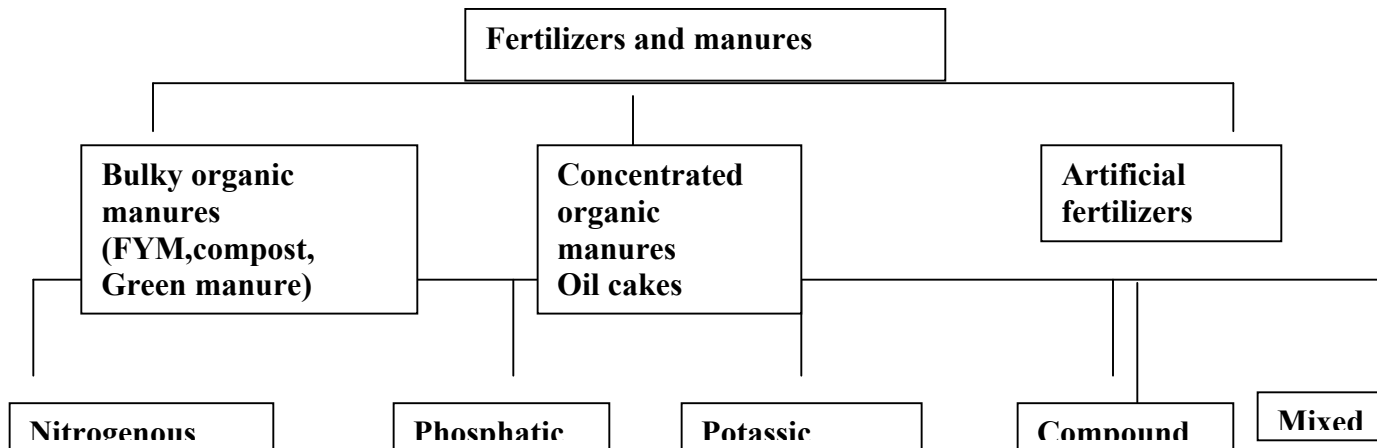 Fertilizers and manures
Bulky organic
manures
(FYM,compost,
Green manure)
Concentrated
organic
manures
Oil cakes
Artificial
fertilizers
Nitrogenous
Phosphatic
Potassic
Compound
Mixed